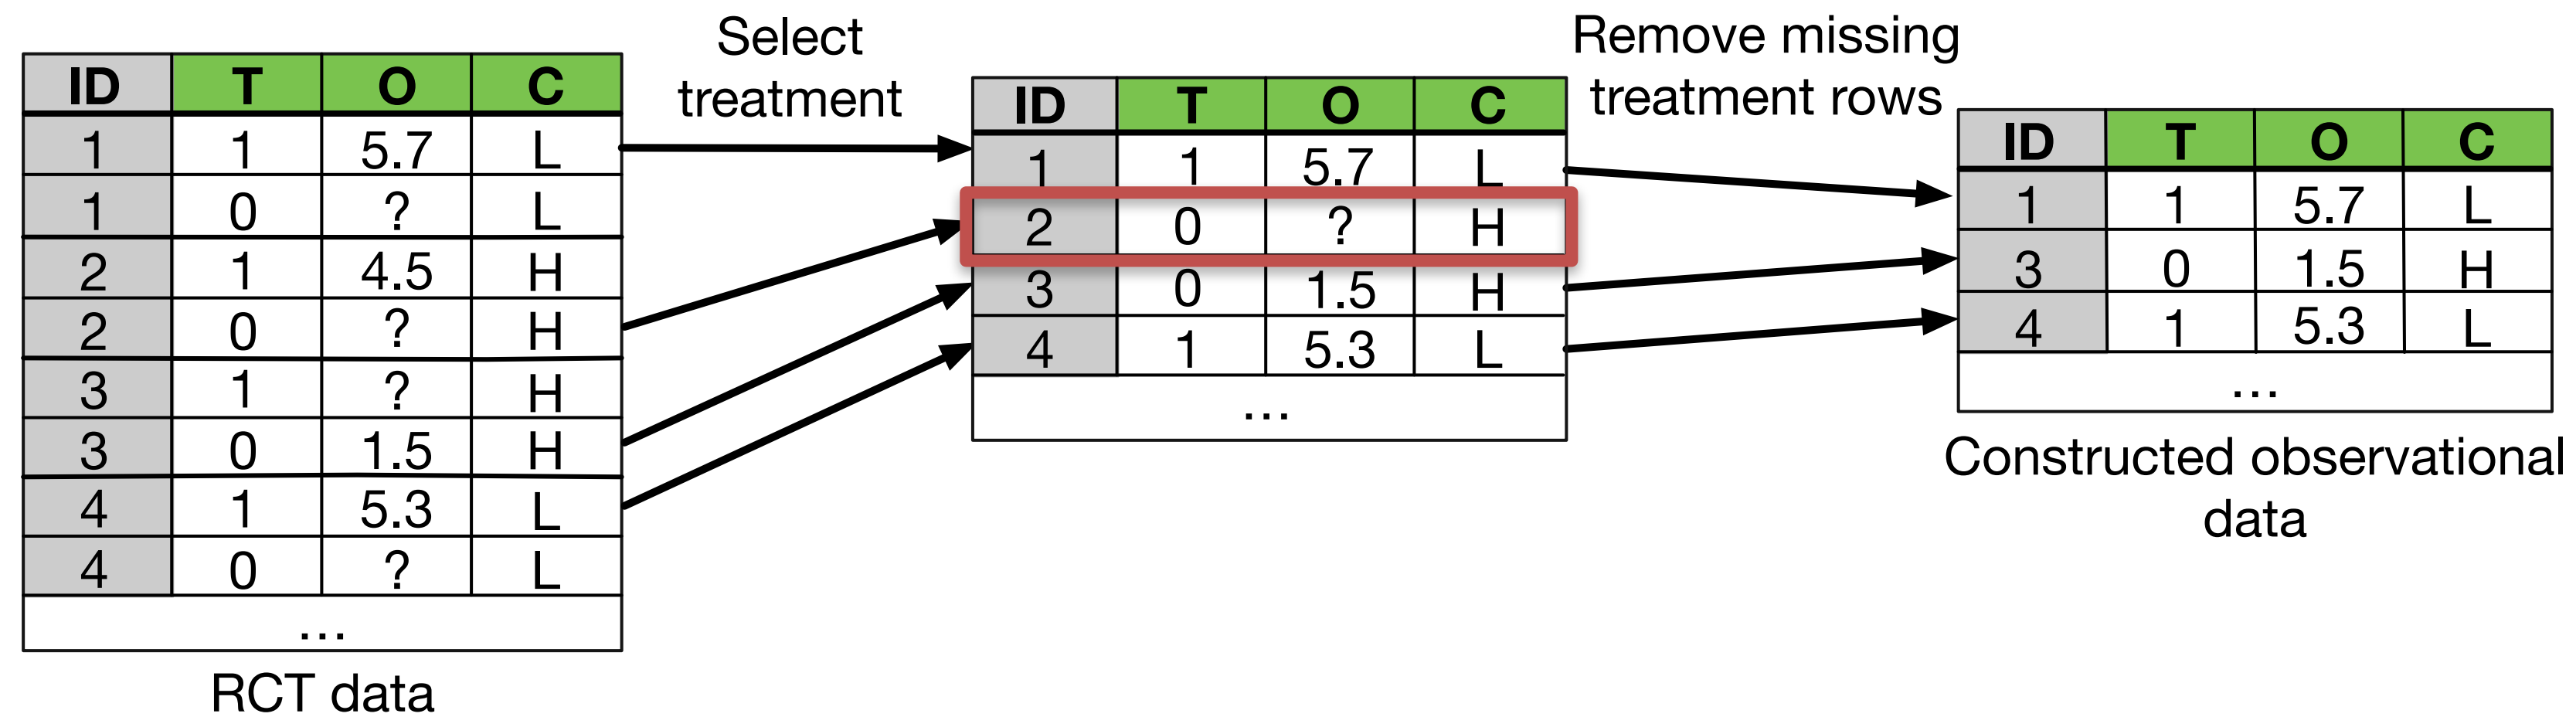 Select
treatment
Remove missing
treatment rows
ID T O C
1 1 5.7 L
1 0 ? L
2 1 4.5 H
2 0 ? H
3 1 ? H
3 0 1.5 H
4 1 5.3 L
4 0 ? L
...
RCT data
ID T O C
1 1 5.7 L
2 0 ? H
3 0 1.5 H
4 1 5.3 L
...
ID T O C
1 1 5.7 L
3 0 1.5 H
4 1 5.3 L
...
Constructed observational
data